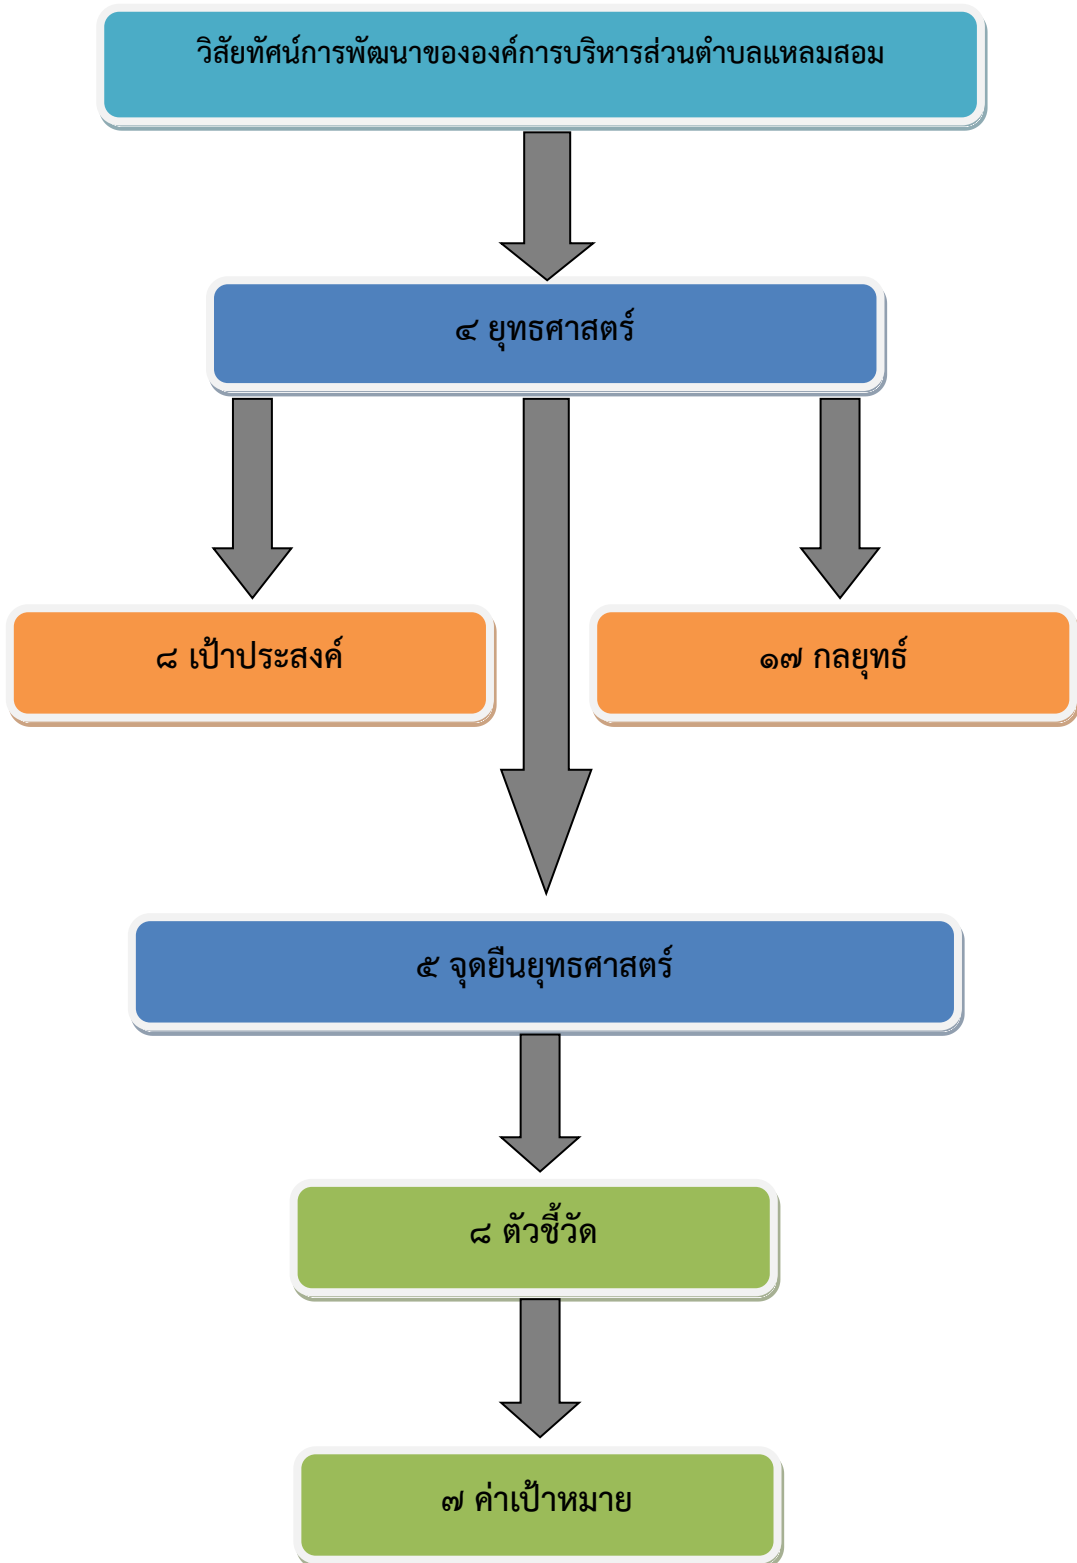 วิสัยทัศน์การพัฒนาขององค์การบริหารส่วนตำบลแหลมสอม
๔ ยุทธศาสตร์
๘ เป้าประสงค์
๑๗ กลยุทธ์
๕ จุดยืนยุทธศาสตร์
๘ ตัวชี้วัด
๗ ค่าเป้าหมาย